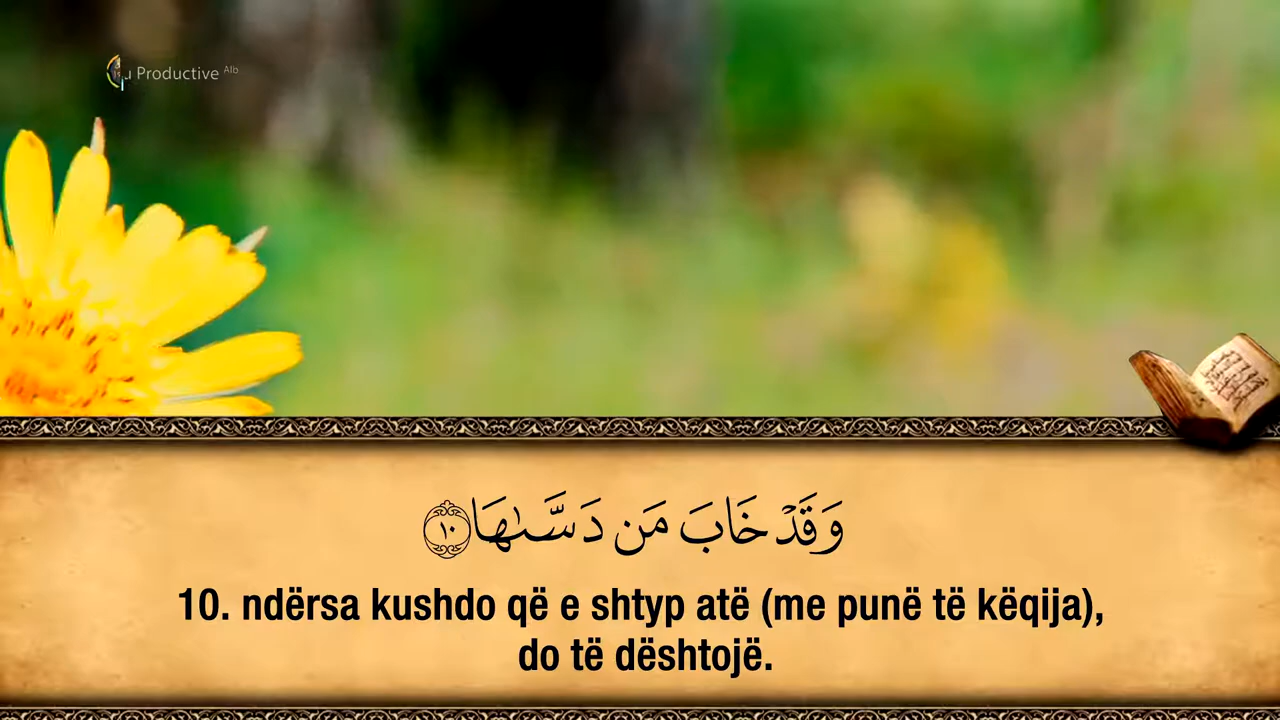 Productive Alb
وَقَدْ خَابَ مَن دَسَّىٰهَا ١٠
10. ndërsa kushdo që e shtyp atë (me punë të këqija),
do të dështojë.